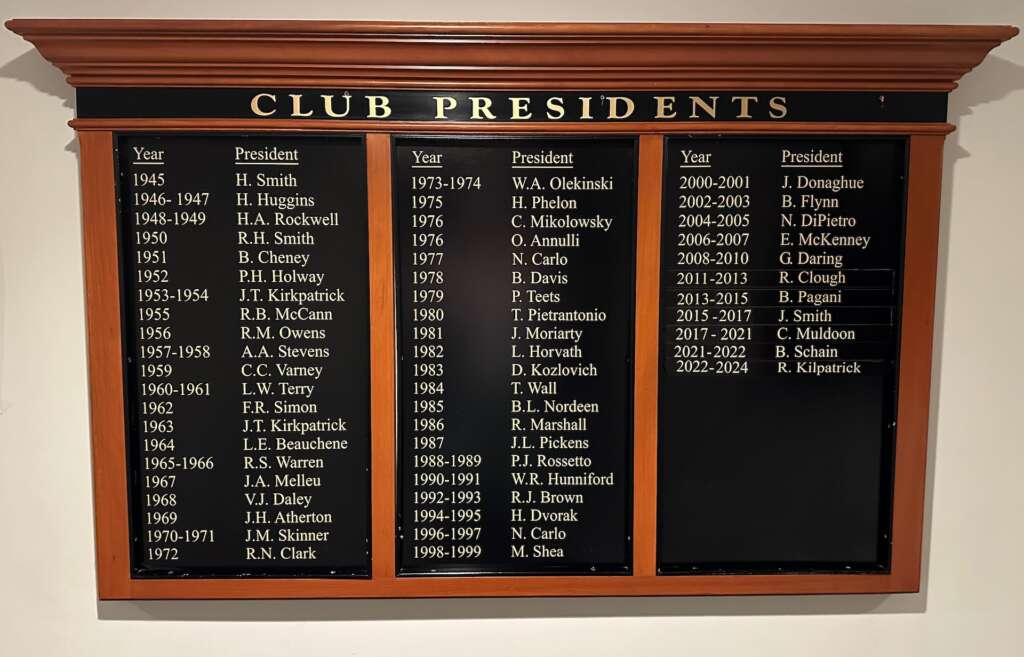 CLUB PRESIDENTS
Year President
1945 H. Smith
1946- 1947 H. Huggins
1948-1949 H.A. Rockwell
1950 R.H. Smith
1951 B. Cheney
1952 P.H. Holway
1953-1954 J.T. Kirkpatrick
1955 R.B. McCann
1956 R.M. Owens
1957-1958 A.A. Stevens
1959 C.C. Varney
1960-1961 L.W. Terry
1962 F.R. Simon
1963 J.T. Kirkpatrick
1964 L.E. Beauchene
1965-1966 R.S. Warren
1967 J.A. Melleu
1968 V.J. Daley
1969 J.H. Atherton
1970-1971 J.M. Skinner
1972 R.N. Clark
Year President
1973-1974 W.A. Olekinski
1975 H. Phelon
1976 C. Mikolowsky
1976 O. Annulli
1977 N. Carlo
1978 B. Davis
1979 P. Teets
1980 T. Pietrantonio
1981 J. Moriarty
1982 L. Horvath
1983 D. Kozlovich
1984 T. Wall
1985 B.L. Nordeen
1986 R. Marshall
1987 J.L. Pickens
1988-1989 P.J. Rossetto
1990-1991 W.R. Hunniford
1992-1993 R.J. Brown
1994-1995 H. Dvorak
1996-1997 N. Carlo
1998-1999 M. Shea
Year President
2000-2001 J. Donaghue
2002-2003 B. Flynn
2004-2005 N. DiPietro
2006-2007 E. McKenney
2008-2010 G. Daring
2011-2013 R. Clough
2013-2015 B. Pagani
2015-2017 J. Smith
2017- 2021 C. Muldoon
2021-2022 B. Schain
2022-2024 R. Kilpatrick